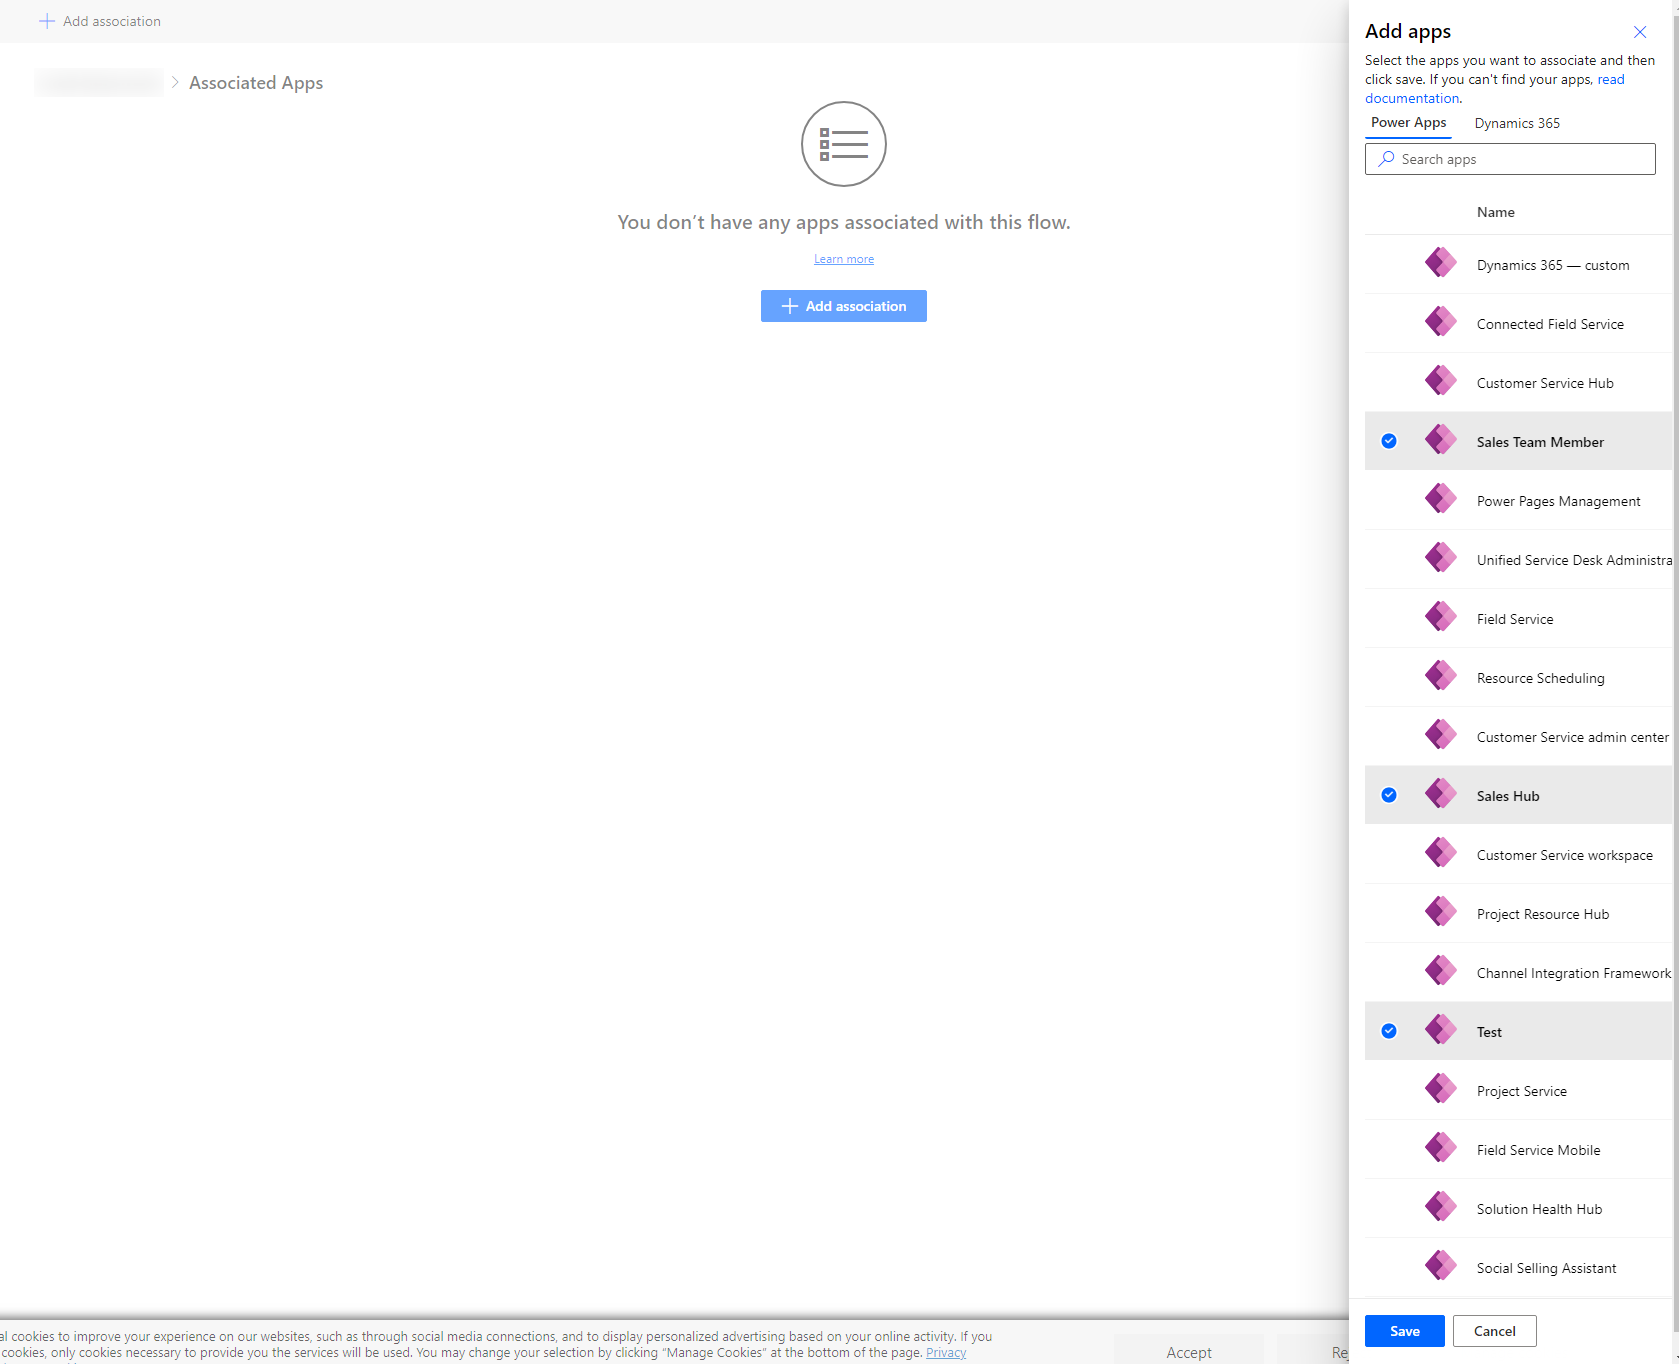 Add association
Associated Apps
You don’t have any apps associated with this flow.
Learn more
Add association
al cookies to improve your experience on our websites, such as through social media connections, and to display personalized advertising based on your online activity. If you
cookies, only cookies necessary to provide you the services will be used. You may change your selection by clicking “Manage Cookies” at the bottom of the page. Privacy
Accept
Add apps
Select the apps you want to associate and then
click save. If you can't find your apps, read
documentation.
Power Apps Dynamics 365
Search apps
Name
Dynamics 365 — custom
Connected Field Service
Customer Service Hub
Sales Team Member
Power Pages Management
Unified Service Desk Administra
Field Service
Resource Scheduling
Customer Service admin center
Sales Hub
Customer Service workspace
Project Resource Hub
Channel Integration Framework
Test
Project Service
Field Service Mobile
Solution Health Hub
Social Selling Assistant
Save Cancel